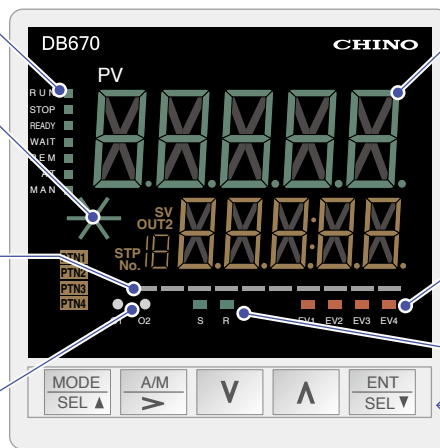 DB670 CHINO
PV
RUN
STOP
READY
WAIT
AT
MAN
SV
OUT2
STP
No.
PTN1
PTN2
PTN3
PTN4
O2 S R EV1 EV2 EV3 EV4
MODE A/M ENT
SEL ▲ > ∨ ∧ SEL ▼